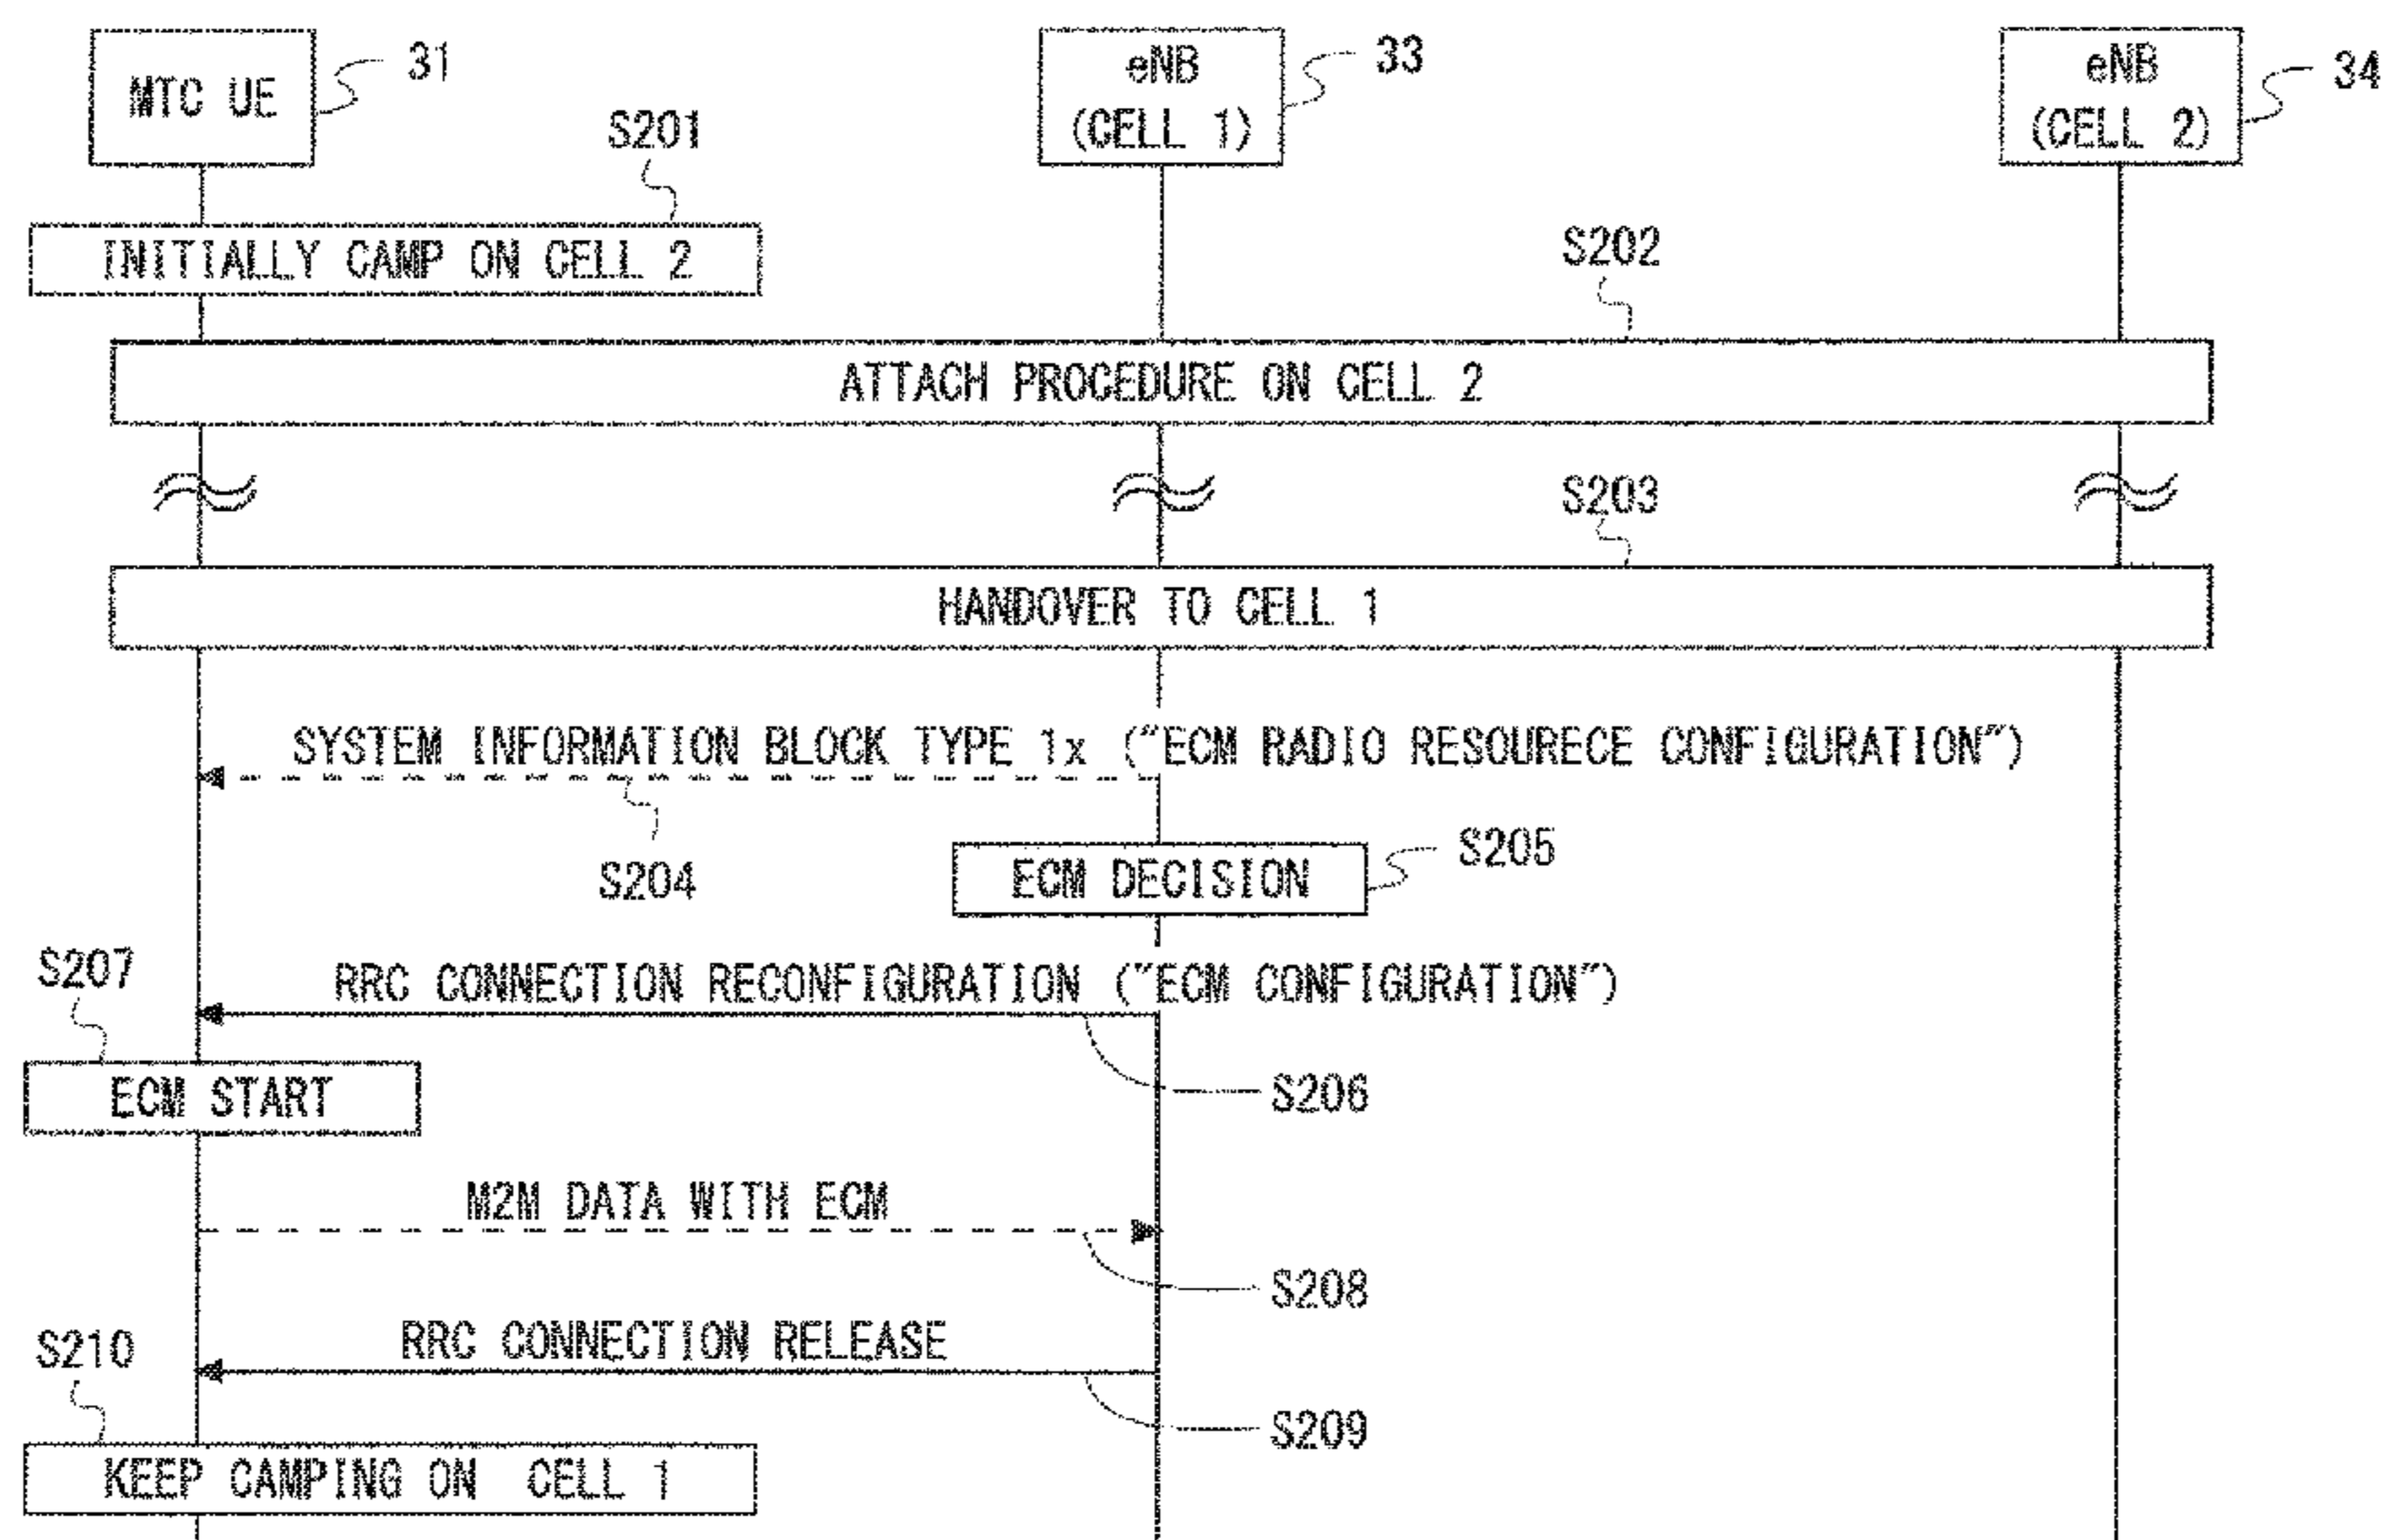 MTC UE
31
eNB
(CELL 1)
33
eNB
(CELL 2)
34
S201
INITIALLY CAMP ON CELL 2
S202
ATTACH PROCEDURE ON CELL 2
S203
HANDOVER TO CELL 1
SYSTEM INFORMATION BLOCK TYPE 1x ("ECM RADIO RESOURECE CONFIGURATION")
S204
ECM DECISION
S205
RRC CONNECTION RECONFIGURATION ("ECM CONFIGURATION")
S207
S206
ECM START
M2M DATA WITH ECM
S208
RRC CONNECTION RELEASE
S210
S209
KEEP CAMPING ON CELL 1